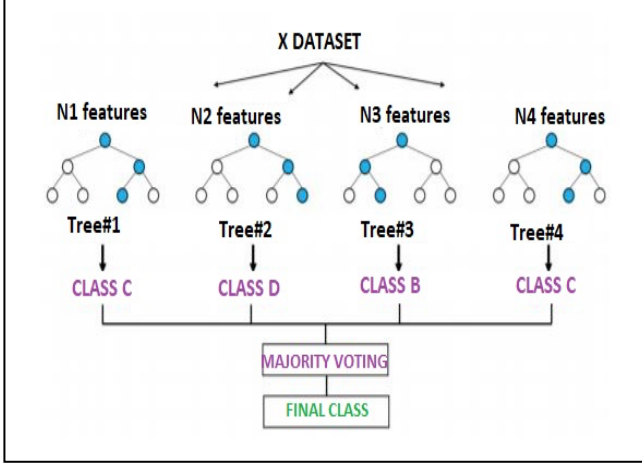 X DATASET
N1 features
N2 features
N3 features
N4 features
Tree#1
Tree#2
Tree#3
Tree#4
CLASS C
CLASS D
CLASS B
CLASS C
MAJORITY VOTING
FINAL CLASS